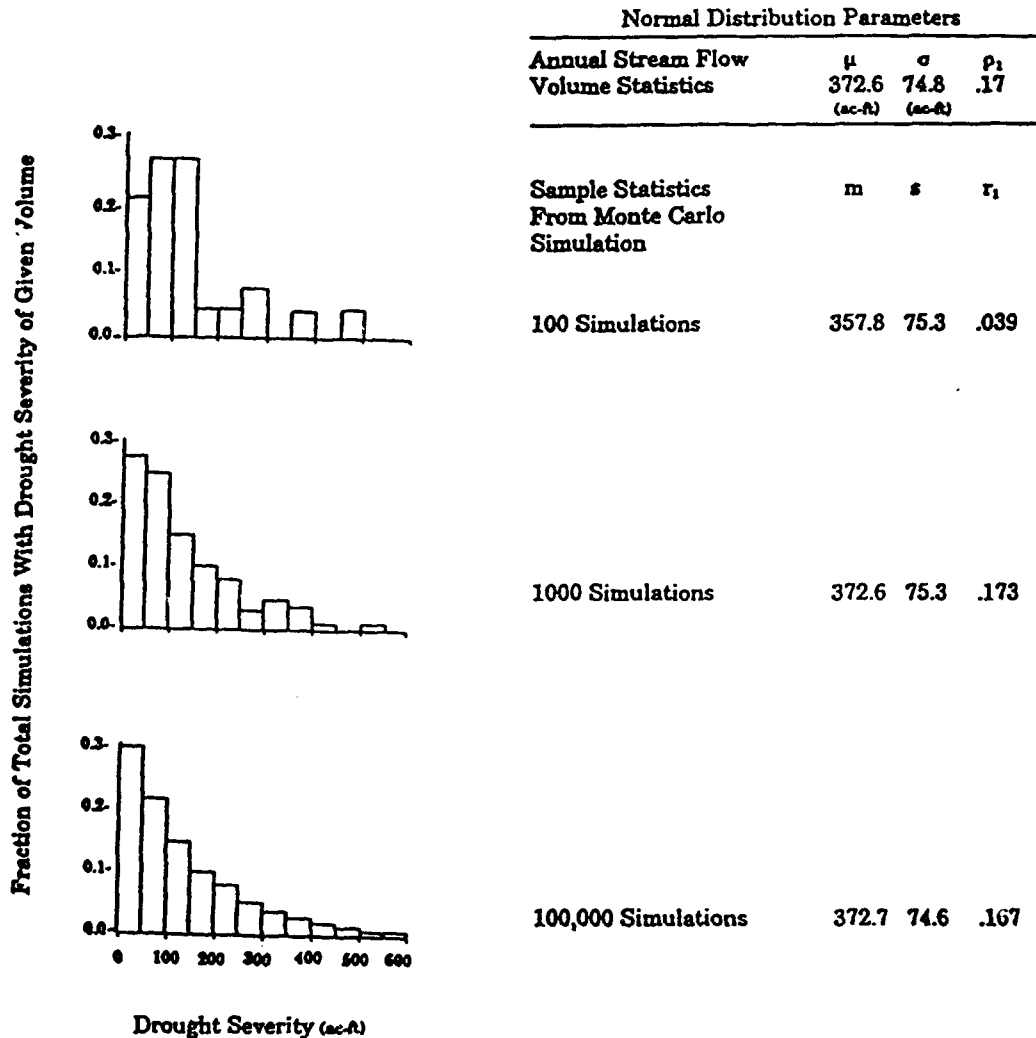 Normal Distribution Parameters
Annual Stream Flow μ σ ρ₁
Volume Statistics 372.6 74.8 .17
(ac-ft) (ac-ft)
Sample Statistics m s r₁
From Monte Carlo
Simulation
100 Simulations 357.8 75.3 .039
1000 Simulations 372.6 75.3 .173
100,000 Simulations 372.7 74.6 .167
Fraction of Total Simulations With Drought Severity of Given Volume
0.3
0.2
0.1
0.0
0.3
0.2
0.1
0.0
0.3
0.2
0.1
0.0
0 100 200 300 400 500 600
Drought Severity (ac-ft)